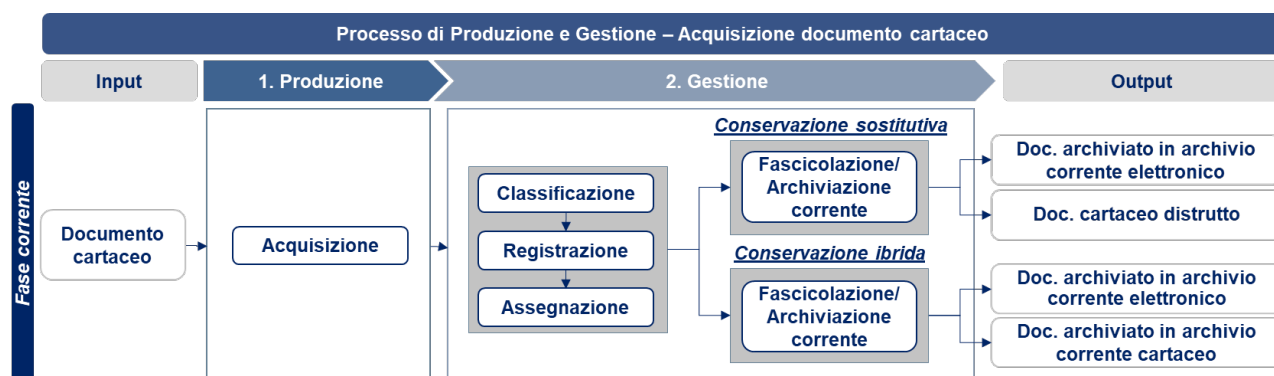 Processo di Produzione e Gestione – Acquisizione documento cartaceo
Input
1. Produzione
2. Gestione
Output
Fase corrente
Documento
cartaceo
Acquisizione
Classificazione
Registrazione
Assegnazione
Conservazione sostitutiva
Fascicolazione/
Archiviazione
corrente
Conservazione ibrida
Fascicolazione/
Archiviazione
corrente
Doc. archiviato in archivio
corrente elettronico
Doc. cartaceo distrutto
Doc. archiviato in archivio
corrente elettronico
Doc. archiviato in archivio
corrente cartaceo